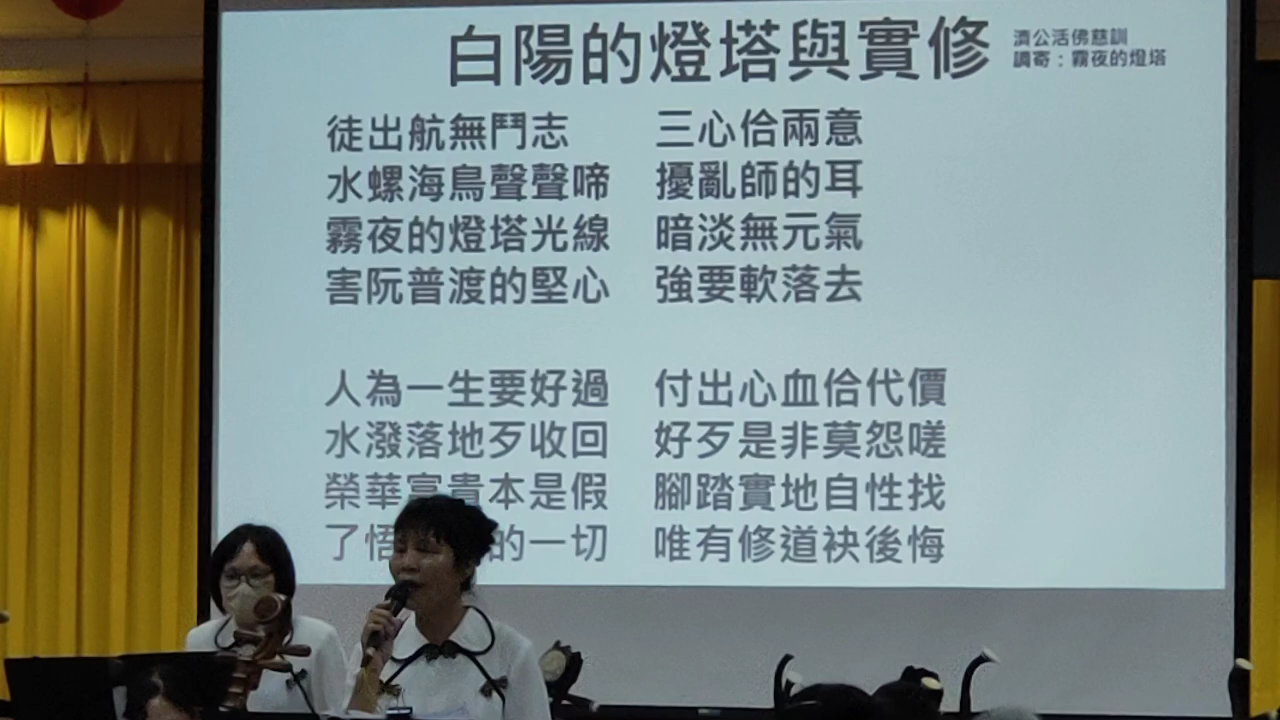 白陽的燈塔與實修
濟公活佛慈訓
調寄：霧夜的燈塔
徒出航無鬥志 三心佮兩意
水螺海鳥聲聲啼 擾亂師的耳
霧夜的燈塔光線 暗淡無元氣
害阮普渡的堅心 強要軟落去
人為一生要好過 付出心血佮代價
水潑落地歹收回 好歹是非莫怨嗟
榮華富貴本是假 腳踏實地自性找
了悟 的一切 唯有修道袂後悔